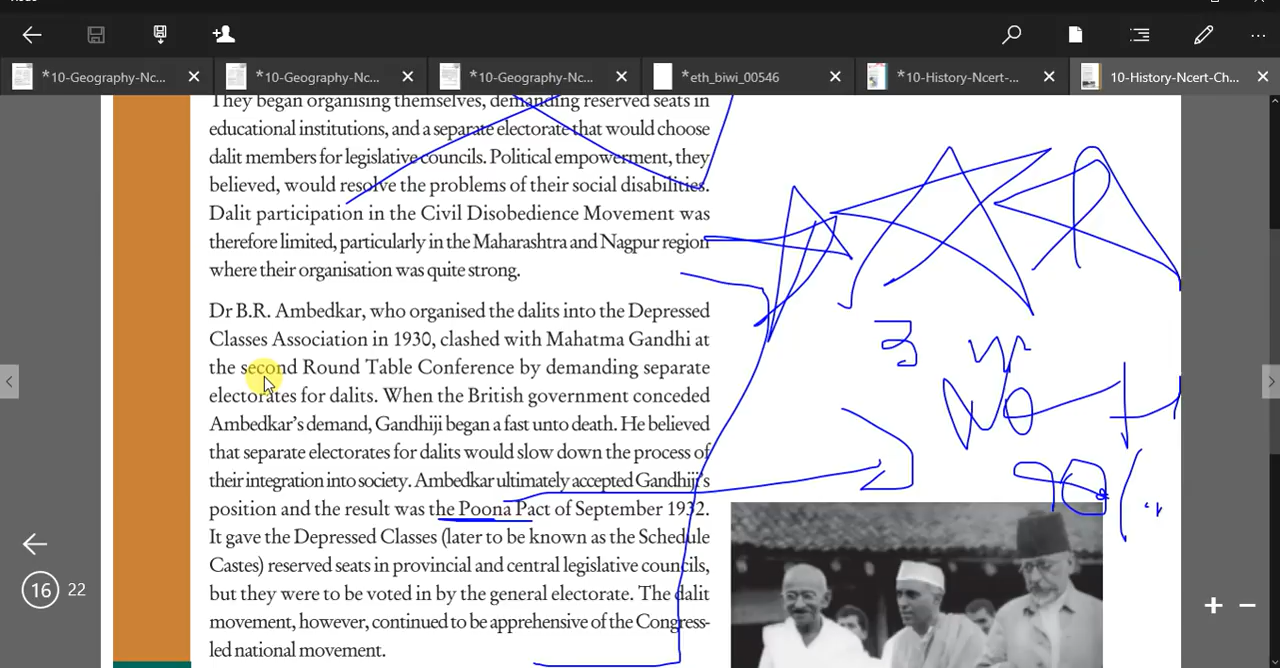 *10-Geography-Nc...
*10-Geography-Nc...
*10-Geography-Nc...
*eth_biwi_00546
*10-History-Ncert-...
10-History-Ncert-Ch...
They began organising themselves, demanding reserved seats in
educational institutions, and a separate electorate that would choose
dalit members for legislative councils. Political empowerment, they
believed, would resolve the problems of their social disabilities.
Dalit participation in the Civil Disobedience Movement was
therefore limited, particularly in the Maharashtra and Nagpur region
where their organisation was quite strong.
Dr B.R. Ambedkar, who organised the dalits into the Depressed
Classes Association in 1930, clashed with Mahatma Gandhi at
the second Round Table Conference by demanding separate
electorates for dalits. When the British government conceded
Ambedkar's demand, Gandhiji began a fast unto death. He believed
that separate electorates for dalits would slow down the process of
their integration into society. Ambedkar ultimately accepted Gandhiji's
position and the result was the Poona Pact of September 1932.
It gave the Depressed Classes (later to be known as the Schedule
Castes) reserved seats in provincial and central legislative councils,
but they were to be voted in by the general electorate. The dalit
movement, however, continued to be apprehensive of the Congress-
led national movement.
16 22